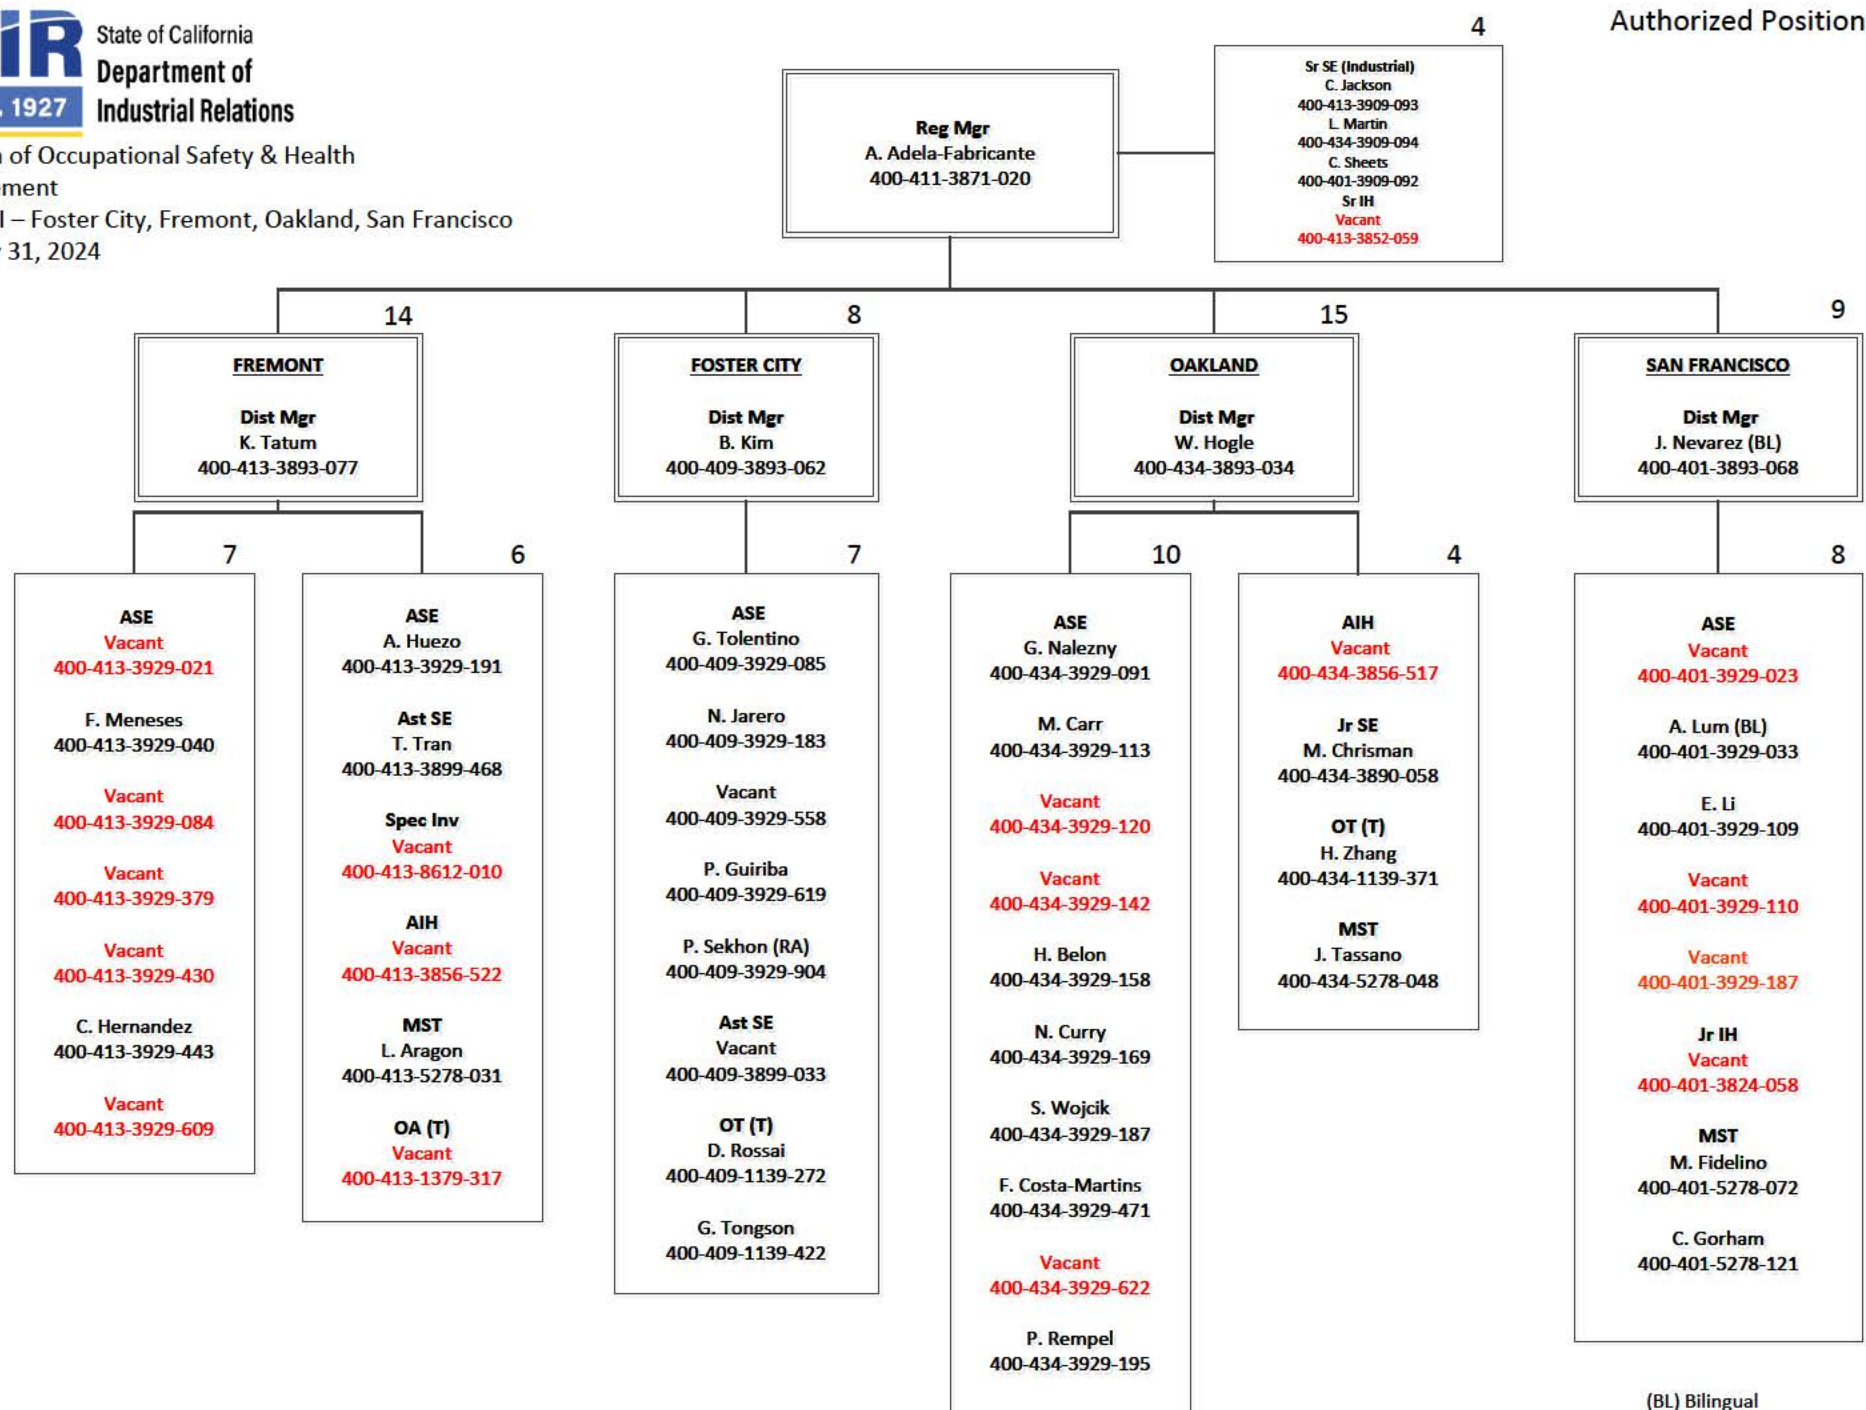 IR
. 1927
State of California
Department of
Industrial Relations
of Occupational Safety & Health
ement
I – Foster City, Fremont, Oakland, San Francisco
31, 2024
Authorized Position
4
Reg Mgr
A. Adela-Fabricante
400-411-3871-020
Sr SE (Industrial)
C. Jackson
400-413-3909-093
L. Martin
400-434-3909-094
C. Sheets
400-401-3909-092
Sr IH
Vacant
400-413-3852-059
14
FREMONT
Dist Mgr
K. Tatum
400-413-3893-077
8
FOSTER CITY
Dist Mgr
B. Kim
400-409-3893-062
15
OAKLAND
Dist Mgr
W. Hogle
400-434-3893-034
9
SAN FRANCISCO
Dist Mgr
J. Nevarez (BL)
400-401-3893-068
7
ASE
Vacant
400-413-3929-021
F. Meneses
400-413-3929-040
Vacant
400-413-3929-084
Vacant
400-413-3929-379
Vacant
400-413-3929-430
C. Hernandez
400-413-3929-443
Vacant
400-413-3929-609
6
ASE
A. Huezo
400-413-3929-191
Ast SE
T. Tran
400-413-3899-468
Spec Inv
Vacant
400-413-8612-010
AIH
Vacant
400-413-3856-522
MST
L. Aragon
400-413-5278-031
OA (T)
Vacant
400-413-1379-317
7
ASE
G. Tolentino
400-409-3929-085
N. Jarero
400-409-3929-183
Vacant
400-409-3929-558
P. Guiriba
400-409-3929-619
P. Sekhon (RA)
400-409-3929-904
Ast SE
Vacant
400-409-3899-033
OT (T)
D. Rossai
400-409-1139-272
G. Tongson
400-409-1139-422
10
ASE
G. Nalezny
400-434-3929-091
M. Carr
400-434-3929-113
Vacant
400-434-3929-120
Vacant
400-434-3929-142
H. Belon
400-434-3929-158
N. Curry
400-434-3929-169
S. Wojcik
400-434-3929-187
F. Costa-Martins
400-434-3929-471
Vacant
400-434-3929-622
P. Rempel
400-434-3929-195
4
AIH
Vacant
400-434-3856-517
Jr SE
M. Chrisman
400-434-3890-058
OT (T)
H. Zhang
400-434-1139-371
MST
J. Tassano
400-434-5278-048
8
ASE
Vacant
400-401-3929-023
A. Lum (BL)
400-401-3929-033
E. Li
400-401-3929-109
Vacant
400-401-3929-110
Vacant
400-401-3929-187
Jr IH
Vacant
400-401-3824-058
MST
M. Fidelino
400-401-5278-072
C. Gorham
400-401-5278-121
(BL) Bilingual